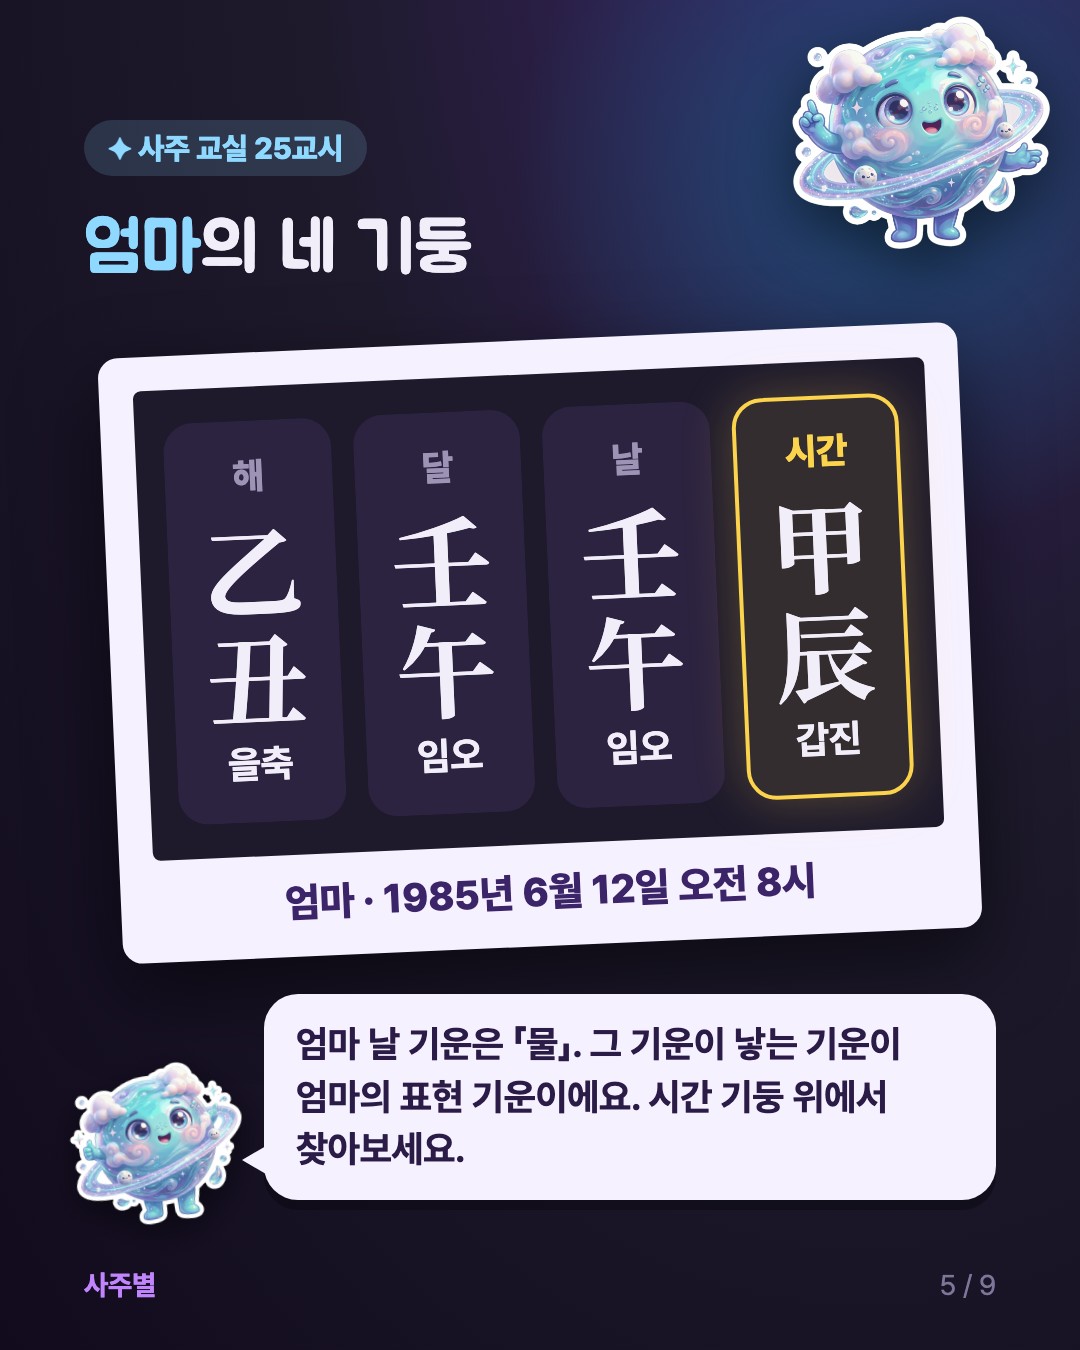 사주 교실 25교시
엄마의 네 기둥
해
乙
丑
을축
달
壬
午
임오
날
壬
午
임오
시간
甲
辰
갑진
엄마 · 1985년 6월 12일 오전 8시
엄마 날 기운은 『물』. 그 기운이 낳는 기운이
엄마의 표현 기운이에요. 시간 기둥 위에서
찾아보세요.
사주별
5 / 9